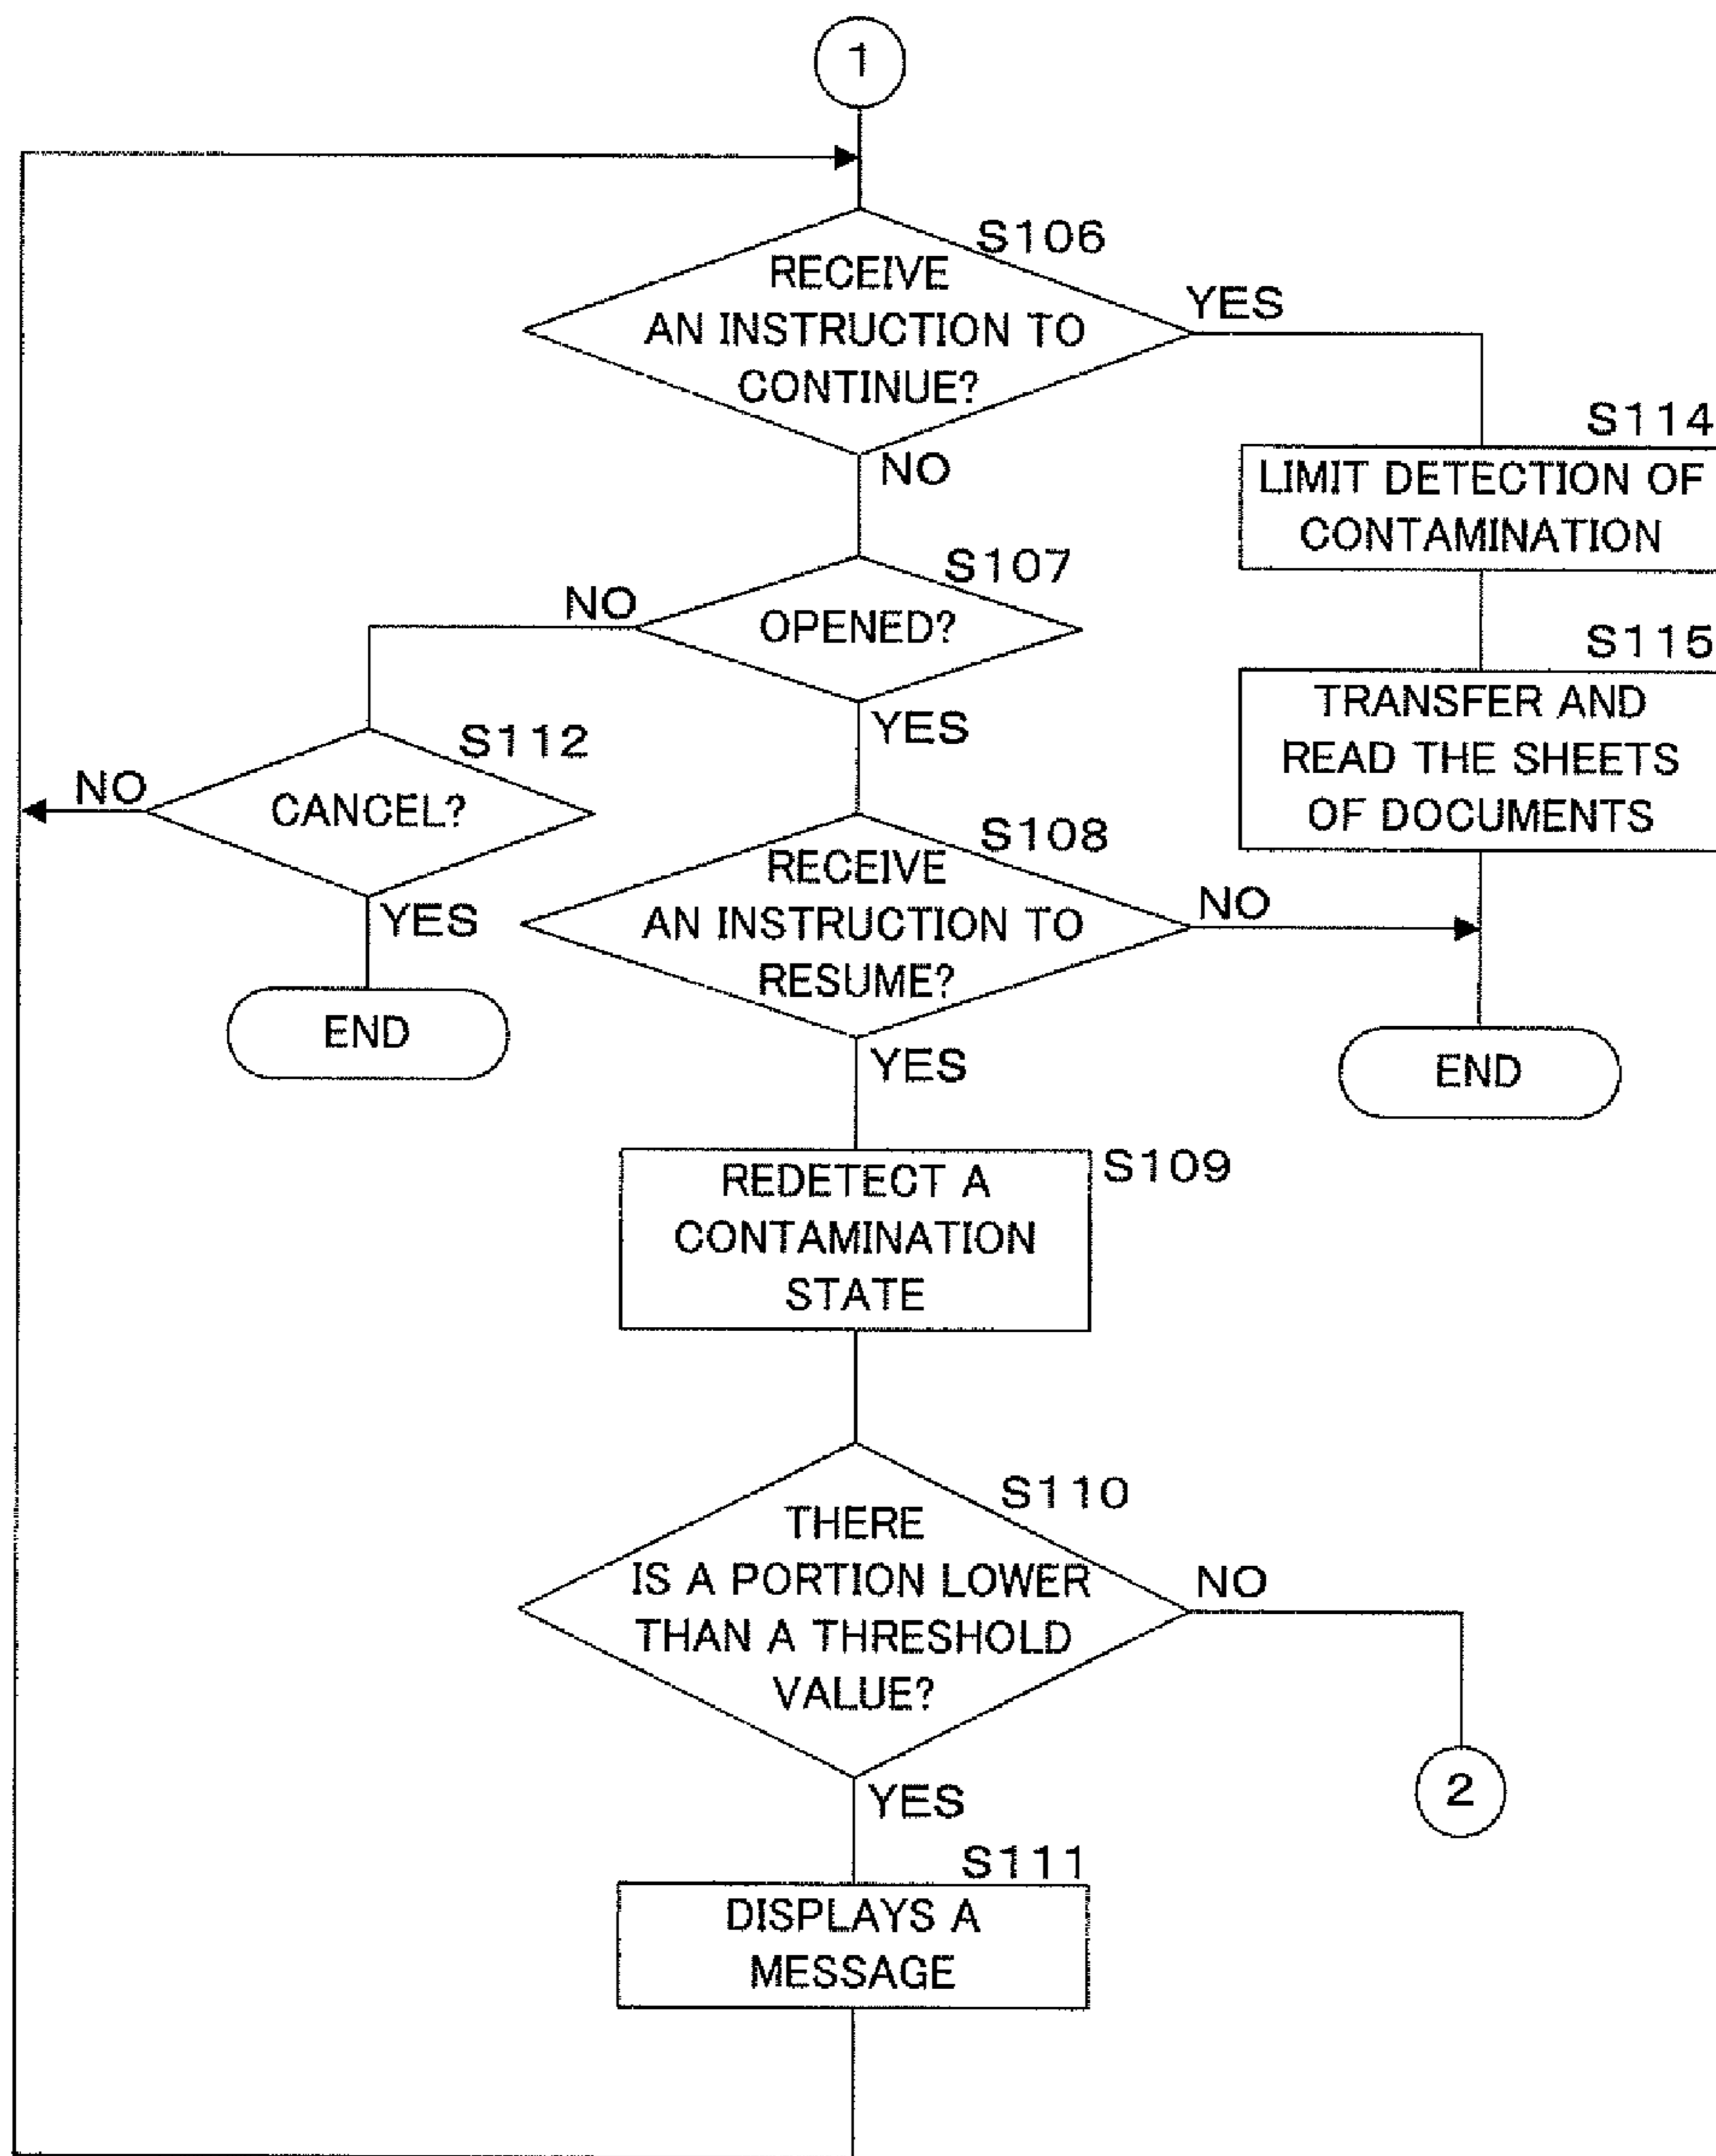 1
S106
RECEIVE
AN INSTRUCTION TO
CONTINUE?
YES
NO
S114
LIMIT DETECTION OF
CONTAMINATION
S107
OPENED?
NO
YES
S115
TRANSFER AND
READ THE SHEETS
OF DOCUMENTS
S112
CANCEL?
NO
YES
END
S108
RECEIVE
AN INSTRUCTION TO
RESUME?
NO
YES
END
S109
REDETECT A
CONTAMINATION
STATE
S110
THERE
IS A PORTION LOWER
THAN A THRESHOLD
VALUE?
NO
YES
2
S111
DISPLAYS A
MESSAGE